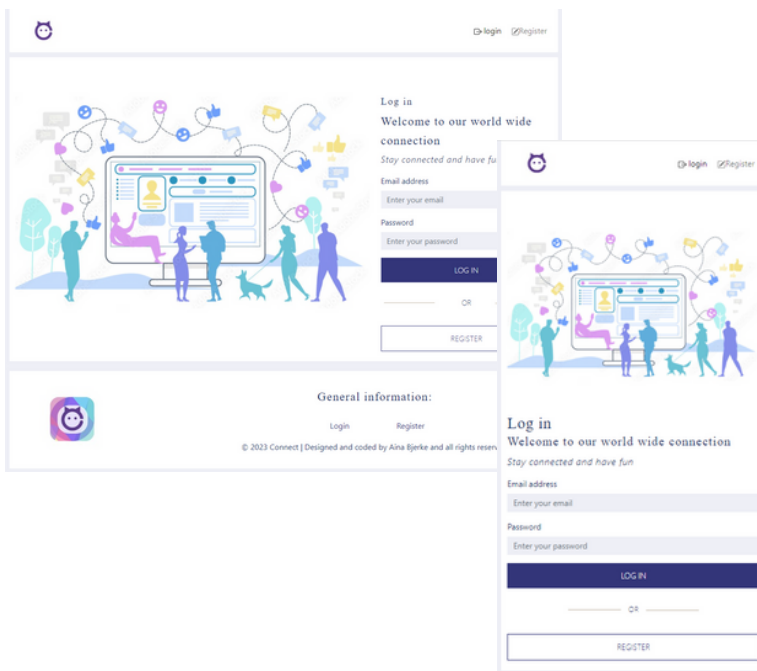 login Register
Log in
Welcome to our world wide
connection
Stay connected and have fu
Email address
Enter your email
Password
Enter your password
LOG IN
OR
REGISTER
General information:
Login Register
© 2023 Connect | Designed and coded by Aina Bjerke and all rights reser
login Register
Log in
Welcome to our world wide connection
Stay connected and have fun
Email address
Enter your email
Password
Enter your password
LOG IN
OR
REGISTER